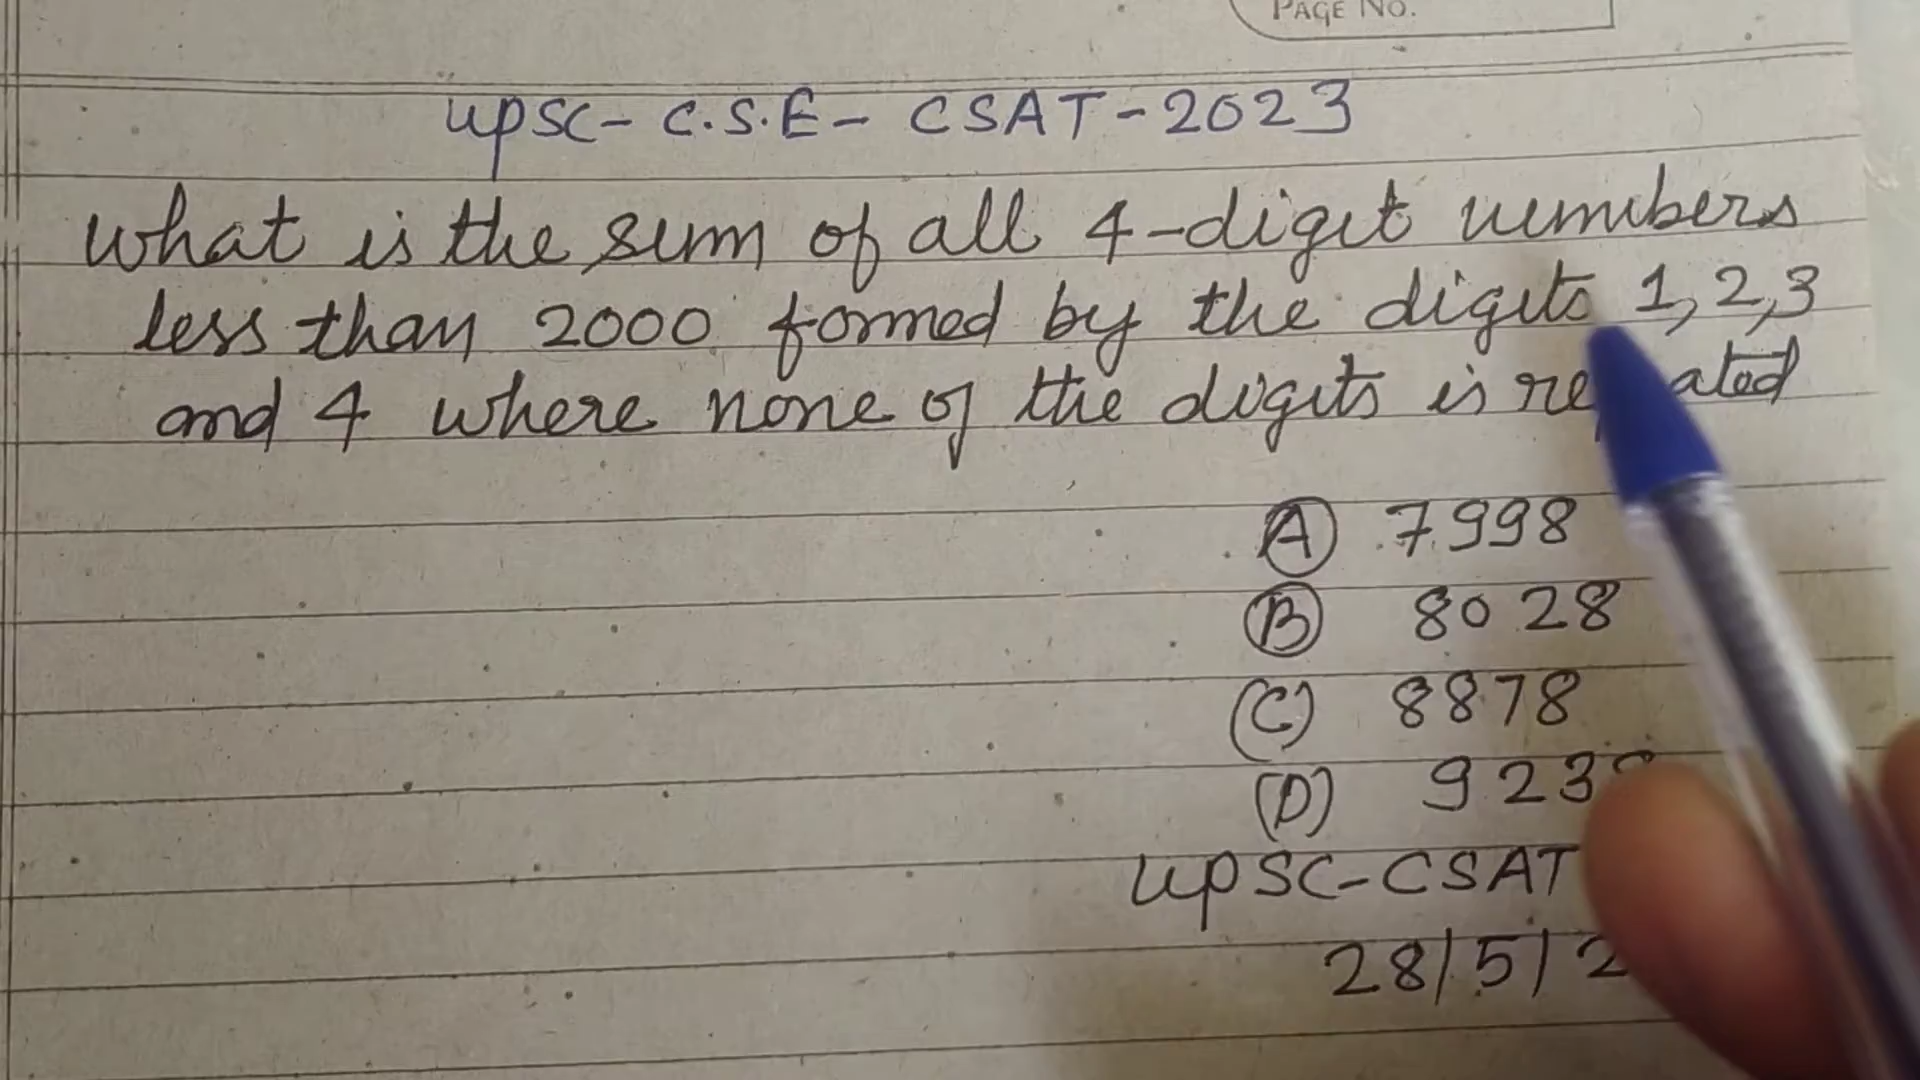 PAGE NO.
UPSC- C.S.E- CSAT-2023
What is the sum of all 4-digit numbers
less than 2000 formed by the digits 1,2,3
and 4 where none of the digits is
A 7998
B 8028
(C) 8878
(D)
UPSC-CSAT
28/5/2